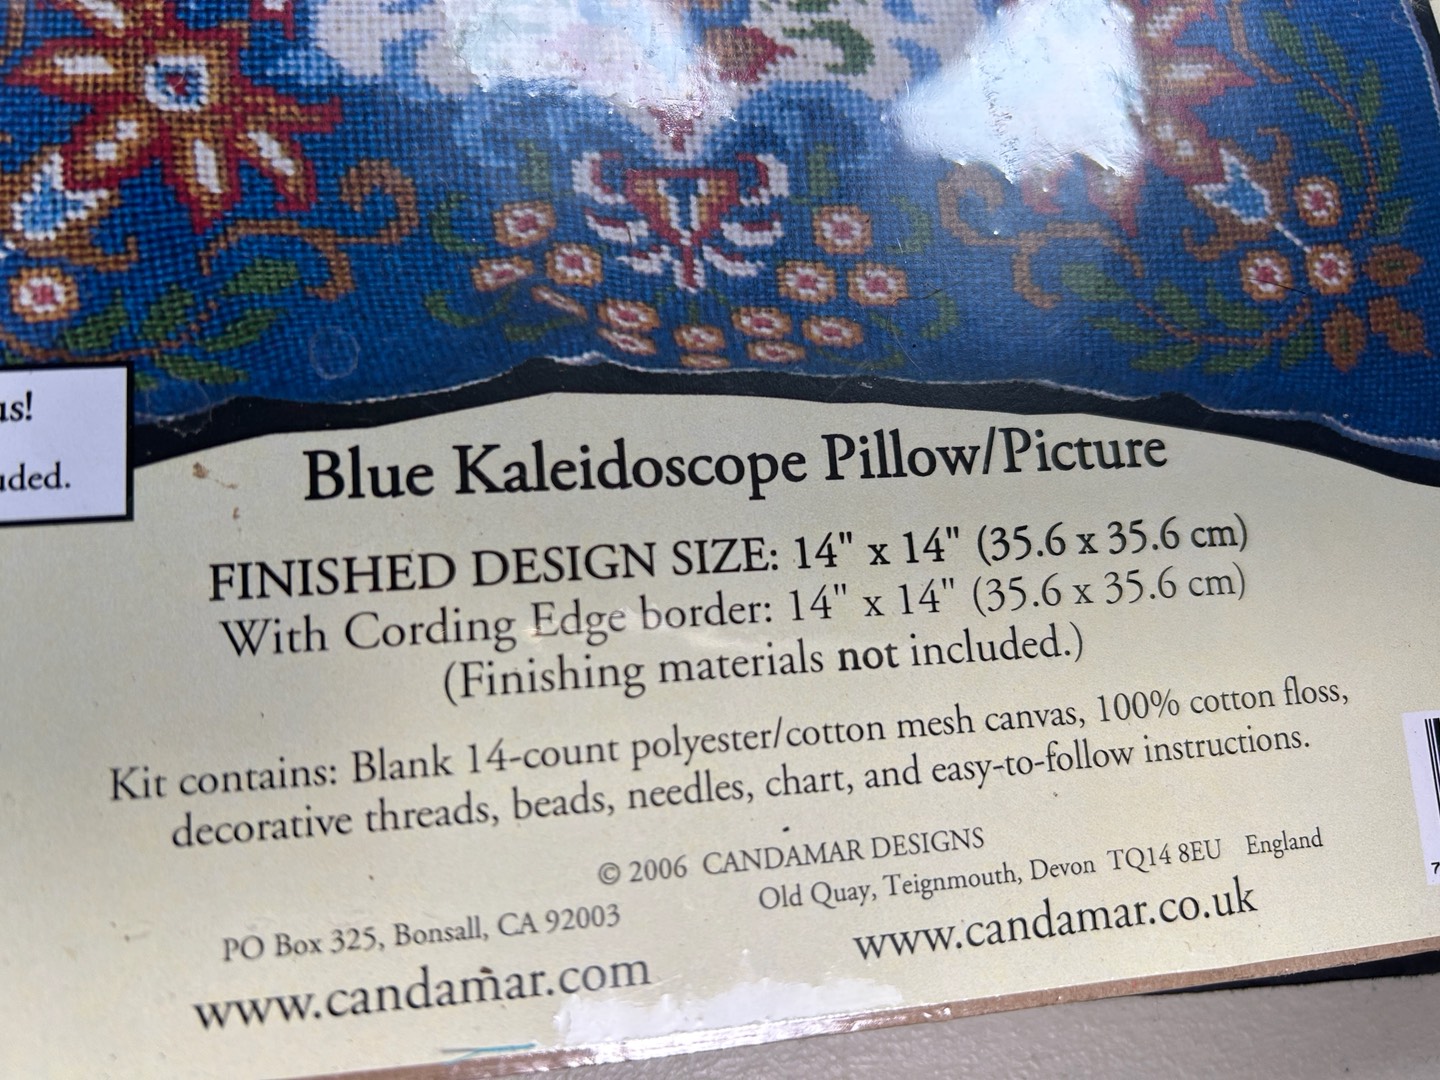 us!
uded.
Blue Kaleidoscope Pillow/Picture
FINISHED DESIGN SIZE: 14" x 14" (35.6 x 35.6 cm)
With Cording Edge border: 14" x 14" (35.6 x 35.6 cm)
(Finishing materials not included.)
Kit contains: Blank 14-count polyester/cotton mesh canvas, 100% cotton floss,
decorative threads, beads, needles, chart, and easy-to-follow instructions.
© 2006 CANDAMAR DESIGNS
PO Box 325, Bonsall, CA 92003
www.candamar.com
Old Quay, Teignmouth, Devon TQ14 8EU England
www.candamar.co.uk
7